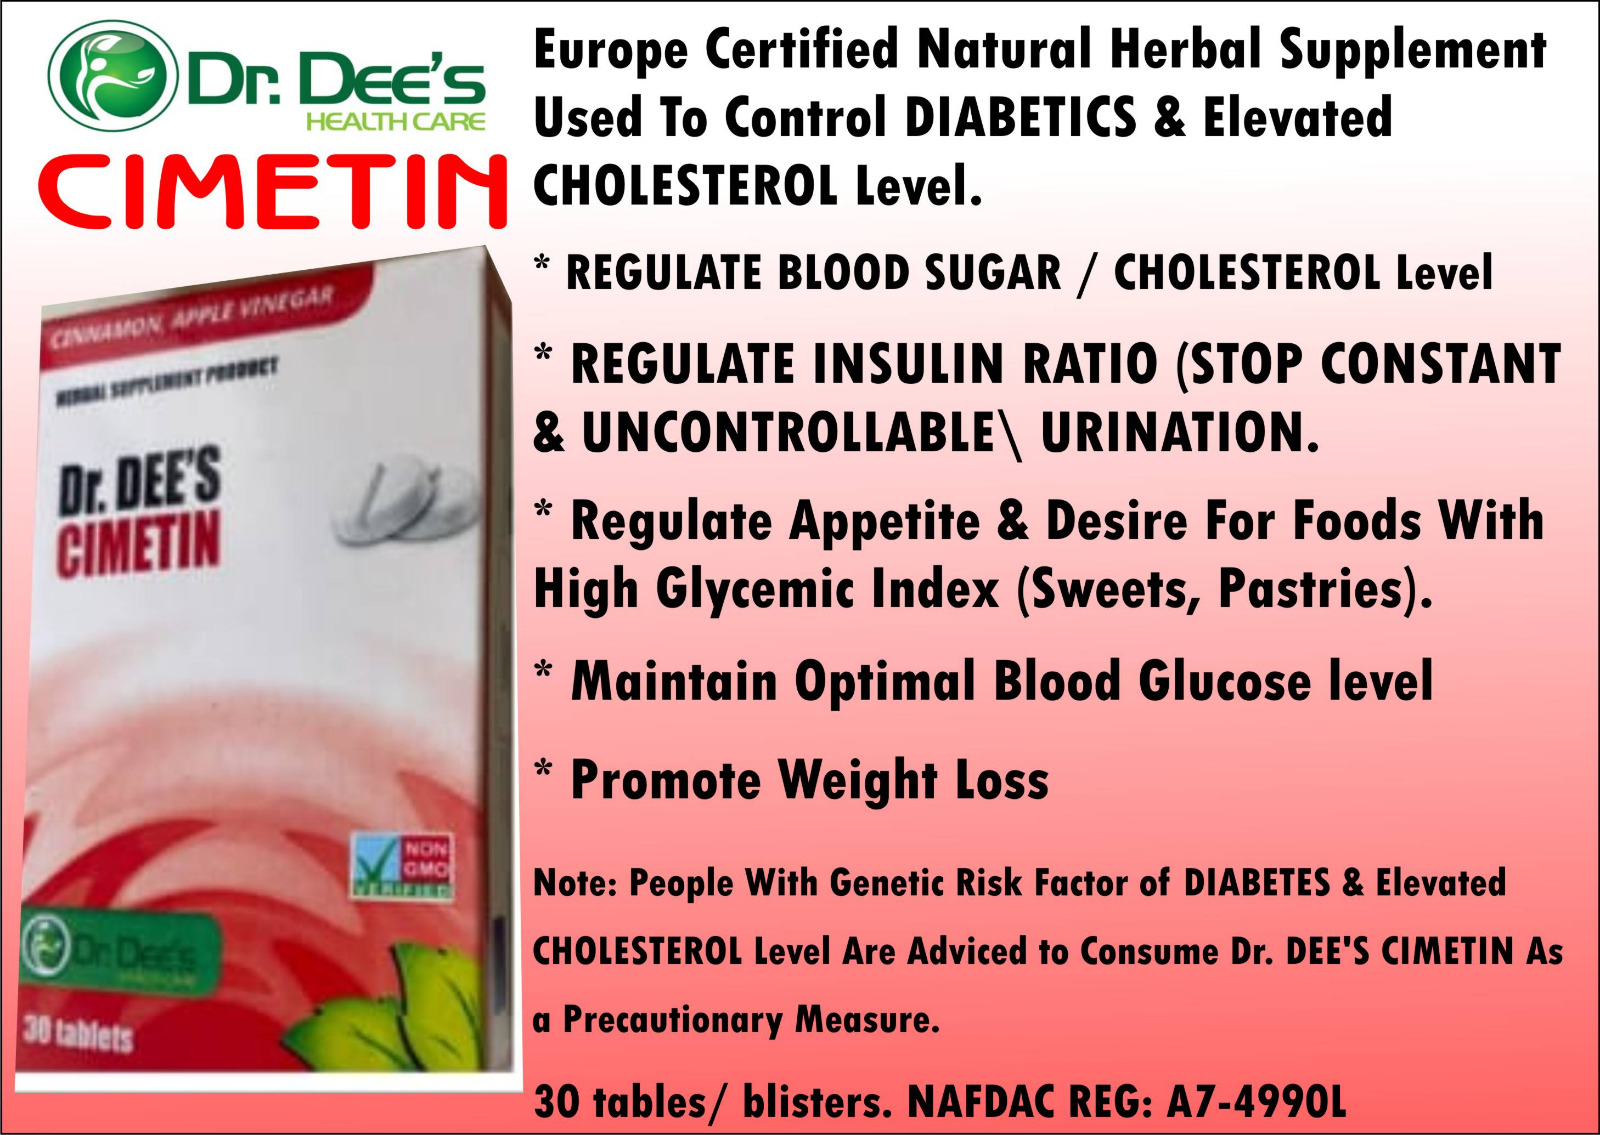 Dr. DEE'S
HEALTH CARE
CIMETIN
CINNAMON, APPLE VINEGAR
HERBAL SUPPLEMENT PRODUCT
Dr. DEE'S
CIMETIN
NON
GMO
VERIFIED
Dr. Dee's
30 tablets
Europe Certified Natural Herbal Supplement
Used To Control DIABETICS & Elevated
CHOLESTEROL Level.
* REGULATE BLOOD SUGAR / CHOLESTEROL Level
* REGULATE INSULIN RATIO (STOP CONSTANT
& UNCONTROLLABLE\ URINATION.
* Regulate Appetite & Desire For Foods With
High Glycemic Index (Sweets, Pastries).
* Maintain Optimal Blood Glucose level
* Promote Weight Loss
Note: People With Genetic Risk Factor of DIABETES & Elevated
CHOLESTEROL Level Are Adviced to Consume Dr. DEE'S CIMETIN As
a Precautionary Measure.
30 tables/ blisters. NAFDAC REG: A7-4990L